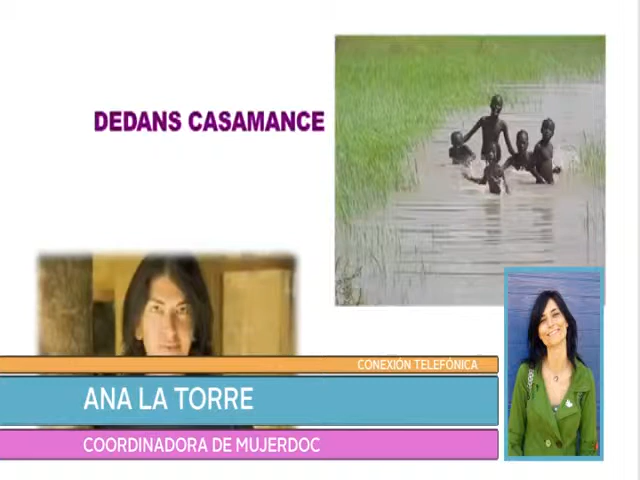 DEDANS CASAMANCE
CONEXIÓN TELEFÓNICA
ANA LA TORRE
COORDINADORA DE MUJERDOC